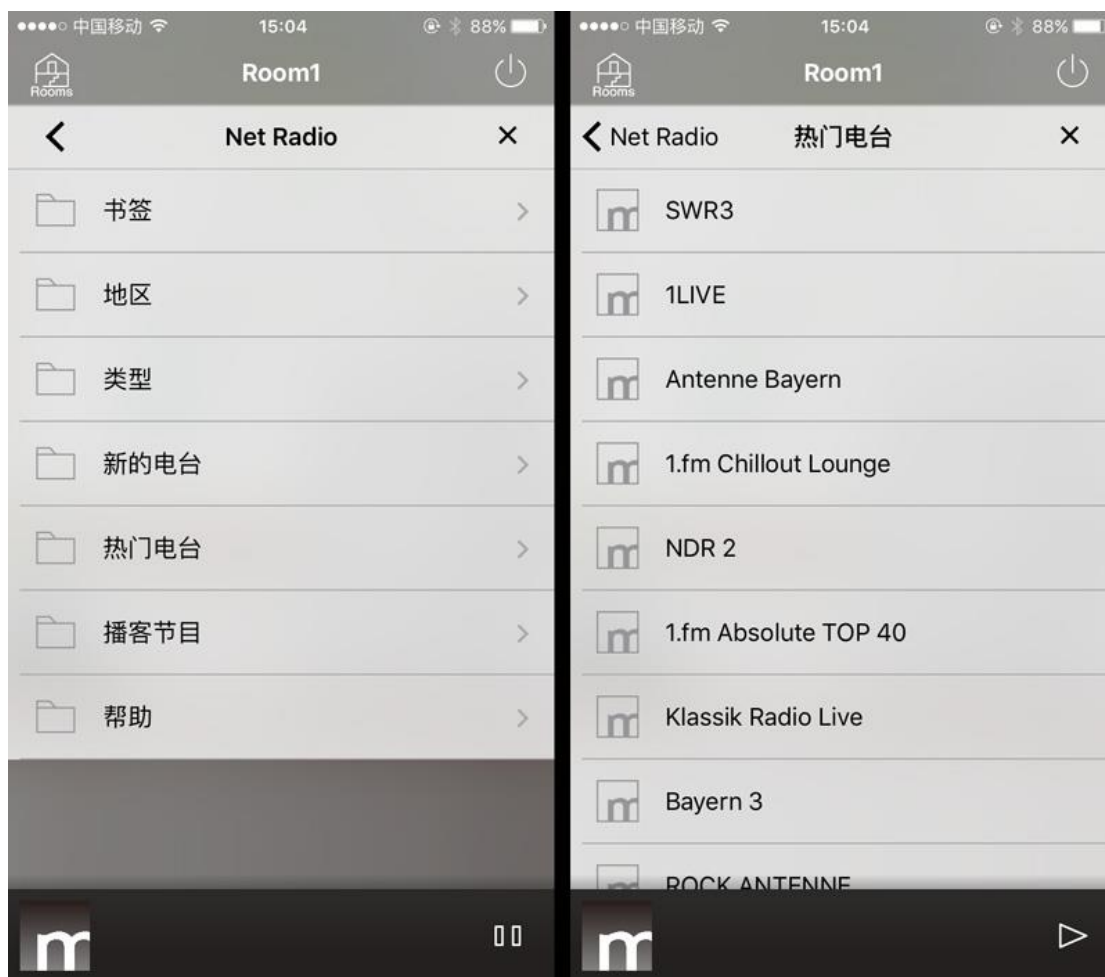 中国移动 15:04 88%
Rooms Room1
Net Radio
书签
地区
类型
新的电台
热门电台
播客节目
帮助
m
中国移动 15:04 88%
Rooms Room1
Net Radio 热门电台
m SWR3
m 1LIVE
m Antenne Bayern
m 1.fm Chillout Lounge
m NDR 2
m 1.fm Absolute TOP 40
m Klassik Radio Live
m Bayern 3
m ROCK ANTENNE
m